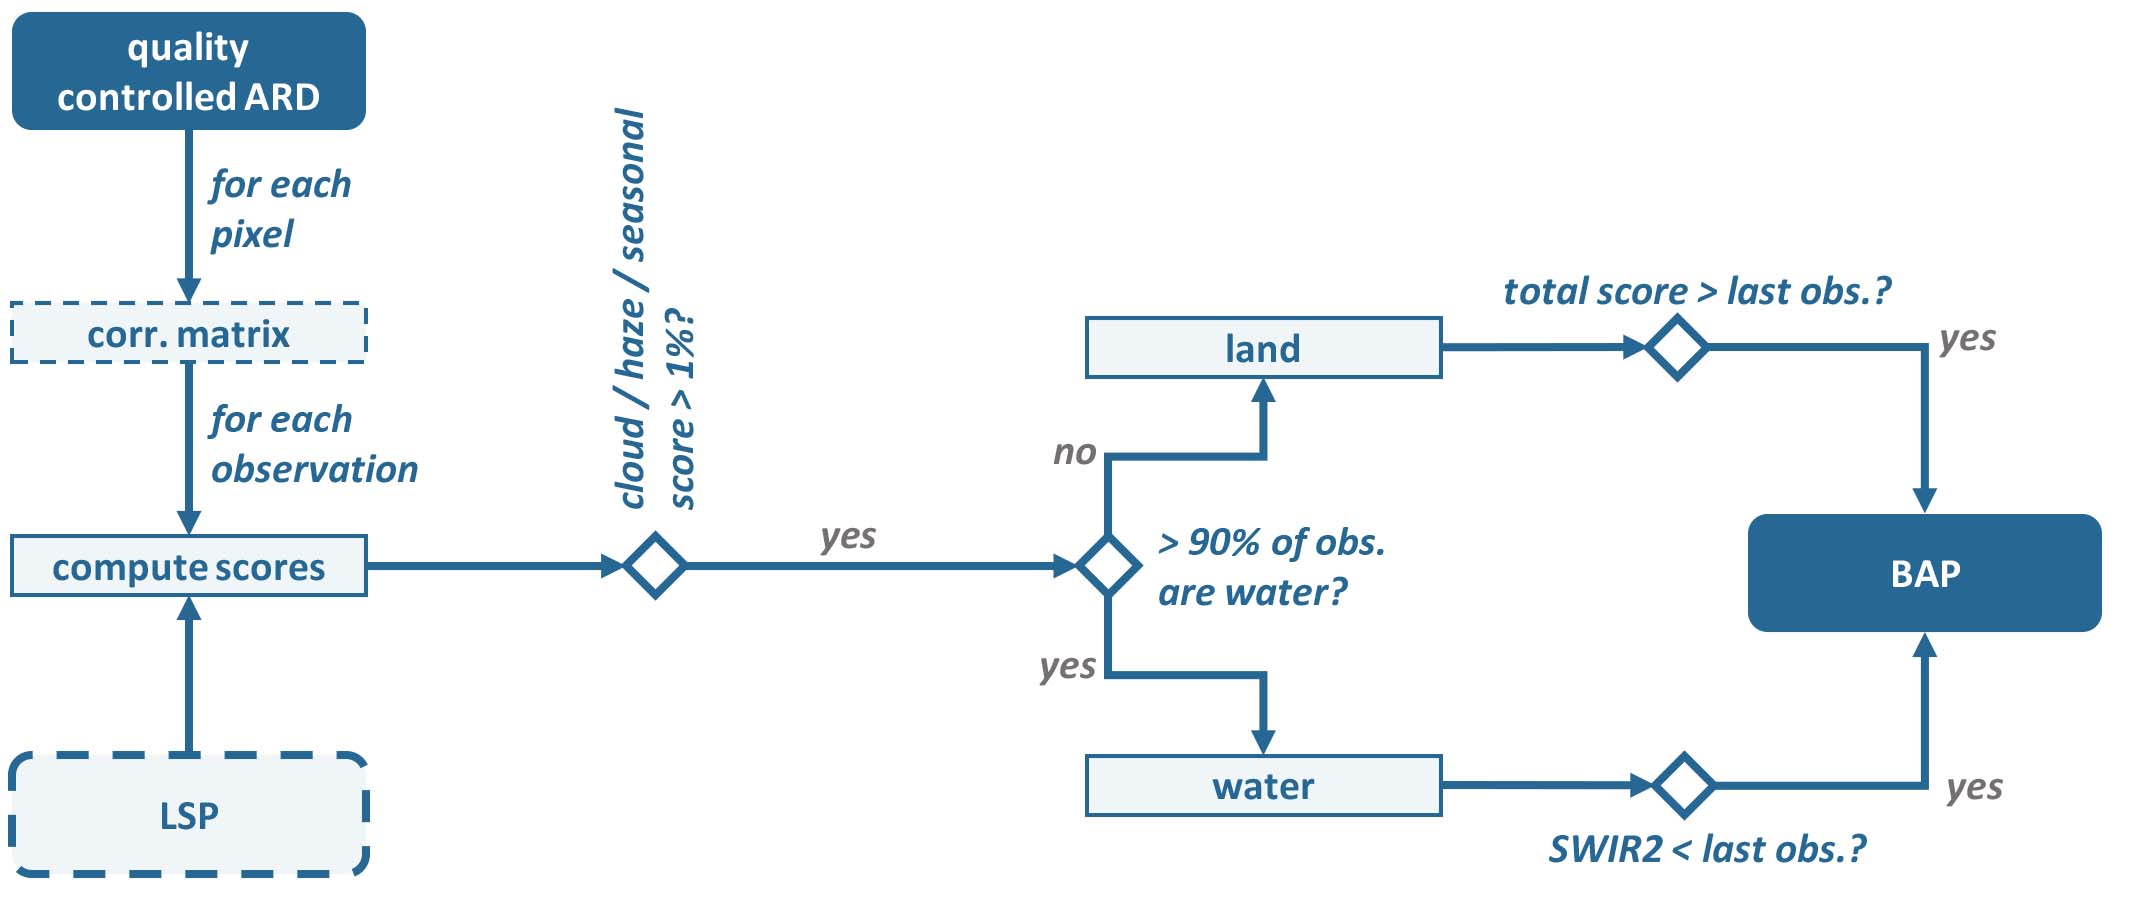 quality
controlled ARD
for each
pixel
corr. matrix
for each
observation
compute scores
LSP
cloud / haze / seasonal
score > 1%?
yes
> 90% of obs.
are water?
no
yes
land
water
total score > last obs.?
yes
SWIR2 < last obs.?
yes
BAP